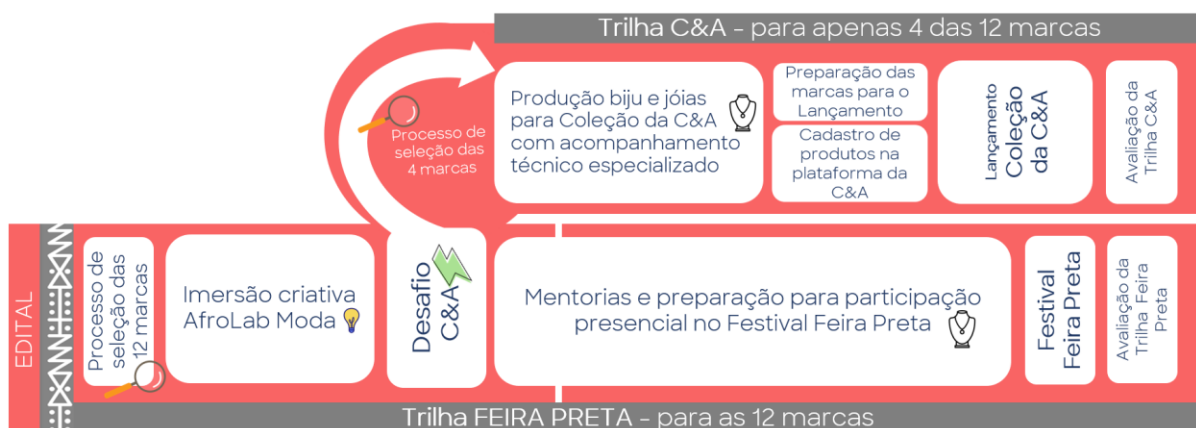 Trilha C&A - para apenas 4 das 12 marcas
Processo de
seleção das
4 marcas
Produção biju e jóias
para Coleção da C&A
com acompanhamento
técnico especializado
Preparação das
marcas para o
Lançamento
Cadastro de
produtos na
plataforma da
C&A
Lançamento
Coleção
da C&A
Avaliação da
Trilha C&A
EDITAL
Processo de
seleção das
12 marcas
Imersão criativa
AfroLab Moda
Desafio
C&A
Mentorias e preparação para participação
presencial no Festival Feira Preta
Festival
Feira Preta
Avaliação da
Trilha Feira
Preta
Trilha FEIRA PRETA - para as 12 marcas